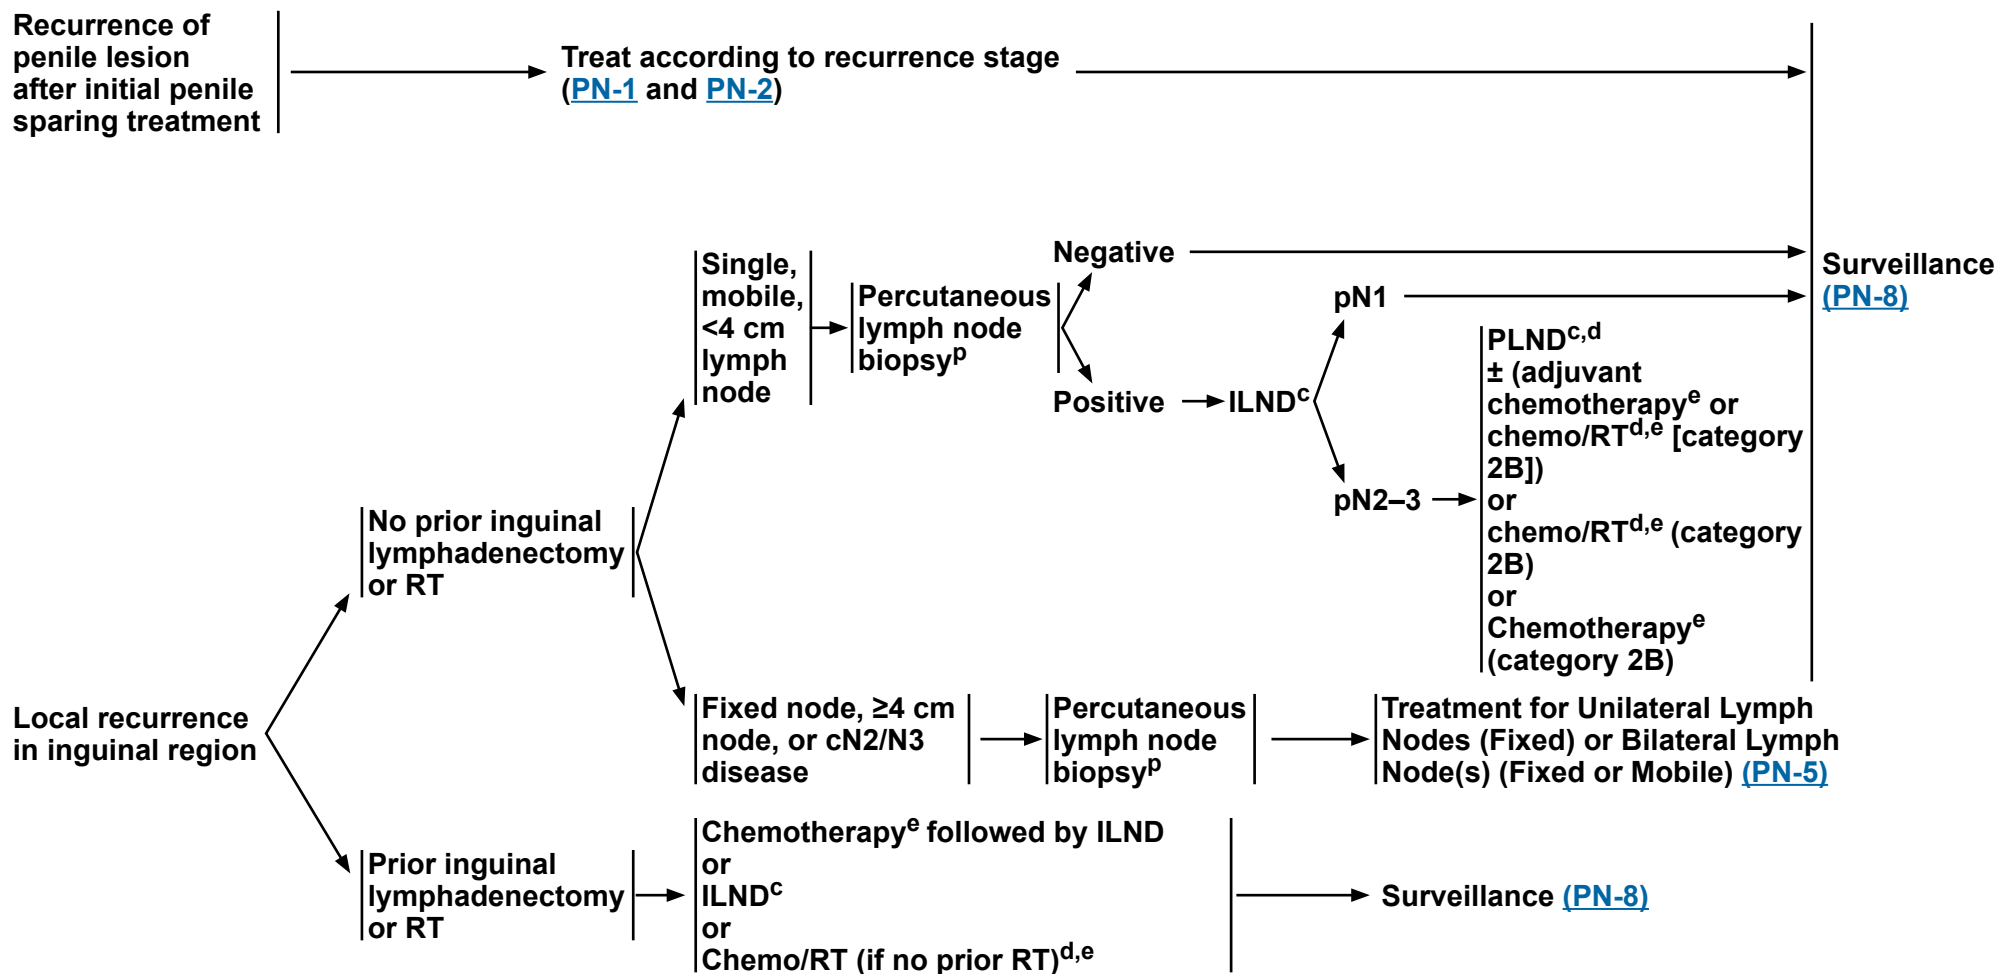 Recurrence of
penile lesion
after initial penile
sparing treatment
Treat according to recurrence stage
(PN-1 and PN-2)
Surveillance
(PN-8)
Local recurrence
in inguinal region
No prior inguinal
lymphadenectomy
or RT
Single,
mobile,
<4 cm
lymph
node
Percutaneous
lymph node
biopsyᵖ
Negative
Positive
ILNDᶜ
pN1
pN2–3
PLNDᶜ,ᵈ
± (adjuvant
chemotherapyᵉ or
chemo/RTᵈ,ᵉ [category
2B])
or
chemo/RTᵈ,ᵉ (category
2B)
or
Chemotherapyᵉ
(category 2B)
Fixed node, ≥4 cm
node, or cN2/N3
disease
Percutaneous
lymph node
biopsyᵖ
Treatment for Unilateral Lymph
Nodes (Fixed) or Bilateral Lymph
Node(s) (Fixed or Mobile) (PN-5)
Prior inguinal
lymphadenectomy
or RT
Chemotherapyᵉ followed by ILND
or
ILNDᶜ
or
Chemo/RT (if no prior RT)ᵈ,ᵉ
Surveillance (PN-8)